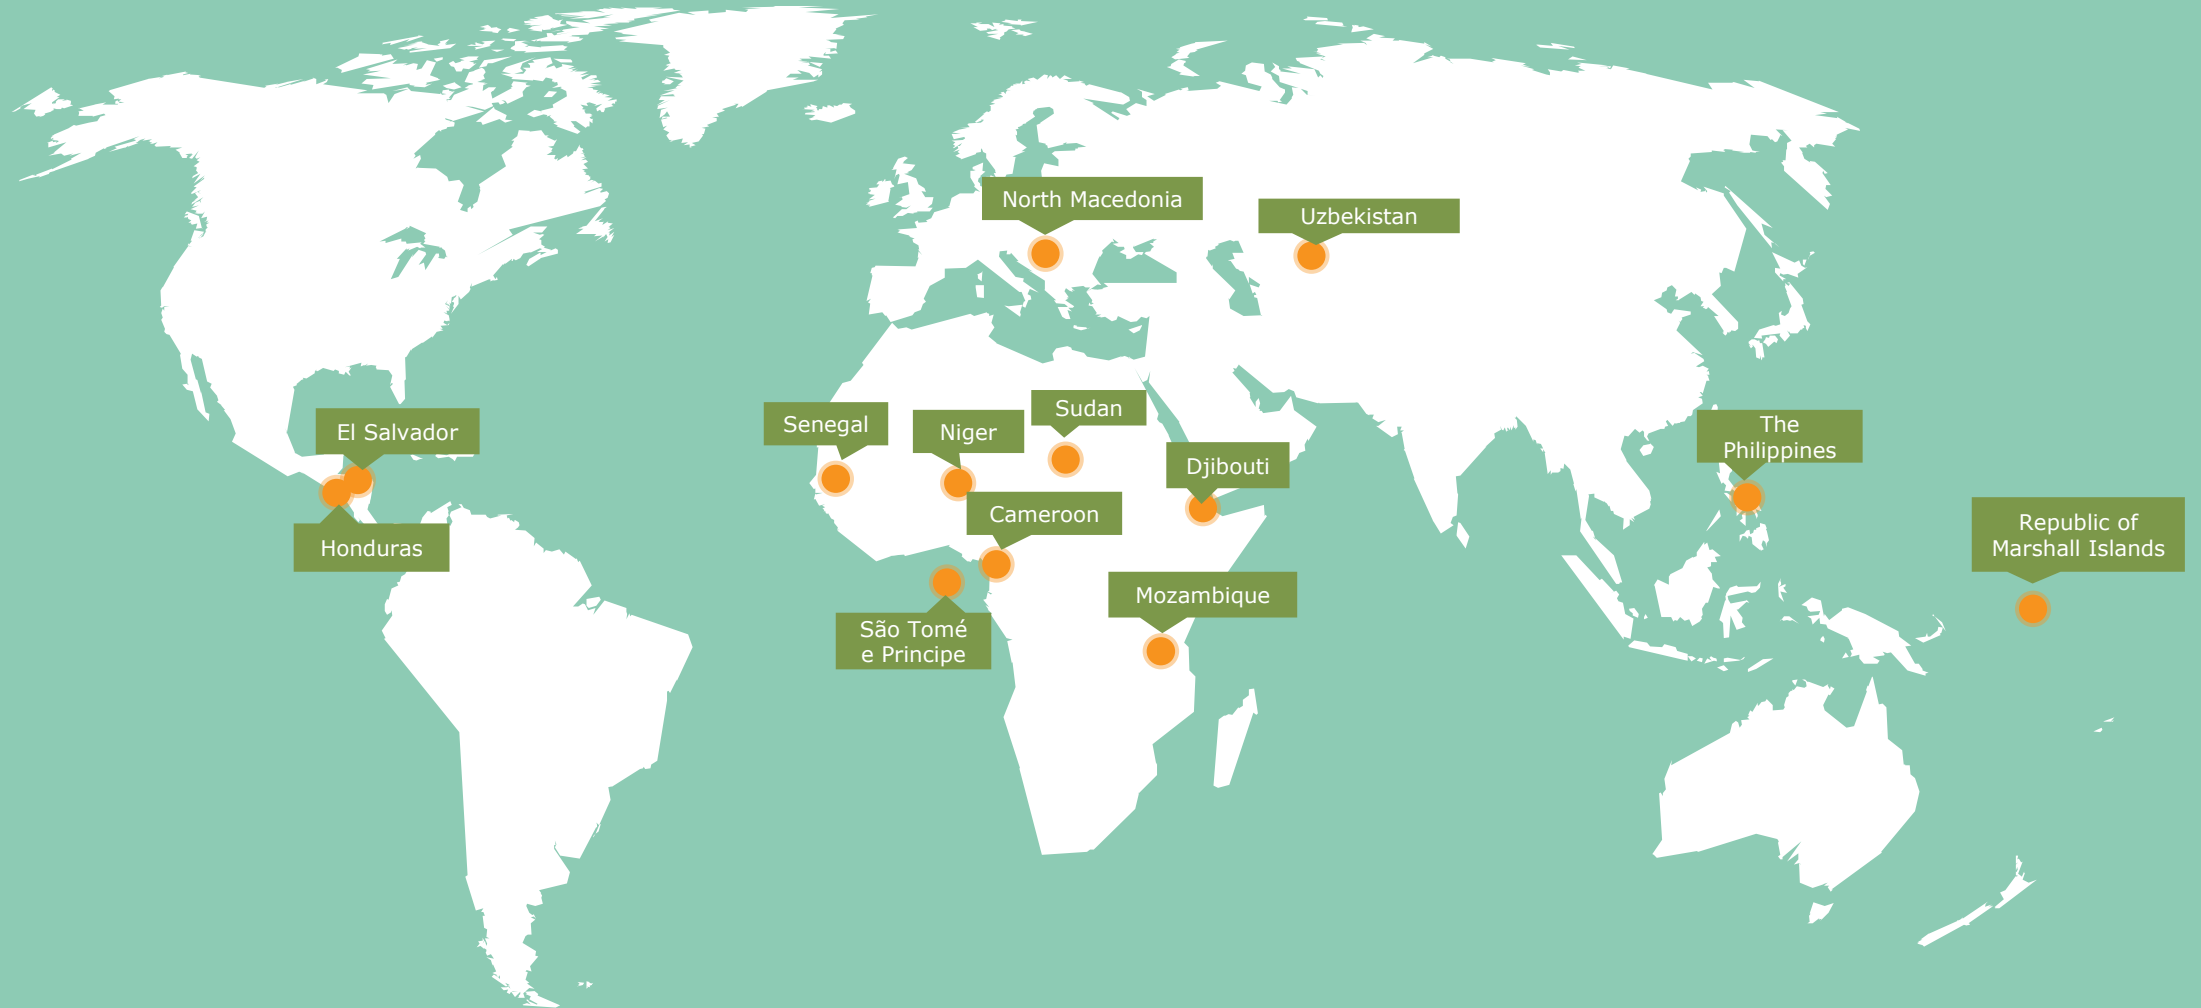 North Macedonia
Uzbekistan
El Salvador
Senegal
Niger
Sudan
Djibouti
The
Philippines
Honduras
Cameroon
Republic of
Marshall Islands
São Tomé
e Principe
Mozambique